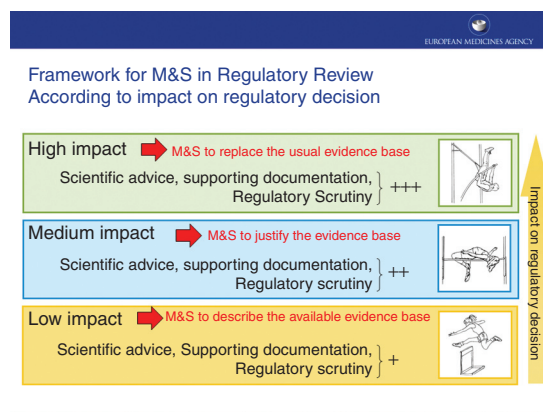 EUROPEAN MEDICINES AGENCY
Framework for M&S in Regulatory Review
According to impact on regulatory decision
High impact
M&S to replace the usual evidence base
Scientific advice, supporting documentation,
Regulatory Scrutiny
+++
Medium impact
M&S to justify the evidence base
Scientific advice, supporting documentation,
Regulatory scrutiny
++
Low impact
M&S to describe the available evidence base
Scientific advice, Supporting documentation,
Regulatory scrutiny
+
Impact on regulatory decision